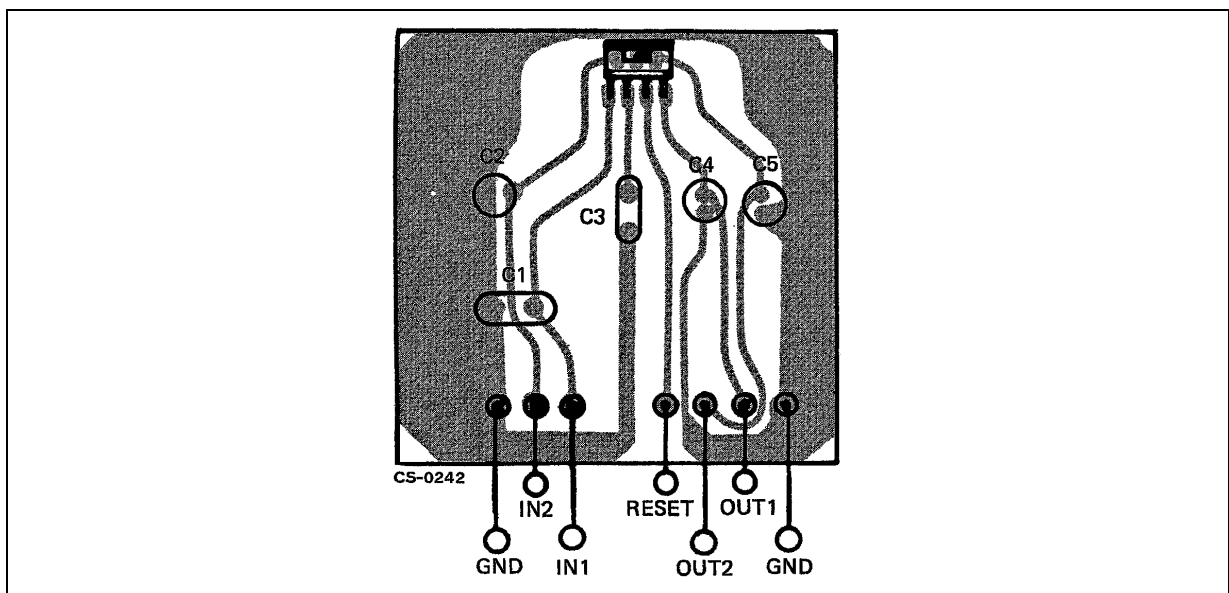 C2
C4
C5
C3
C1
CS-0242
IN2
RESET
OUT1
GND
IN1
OUT2
GND